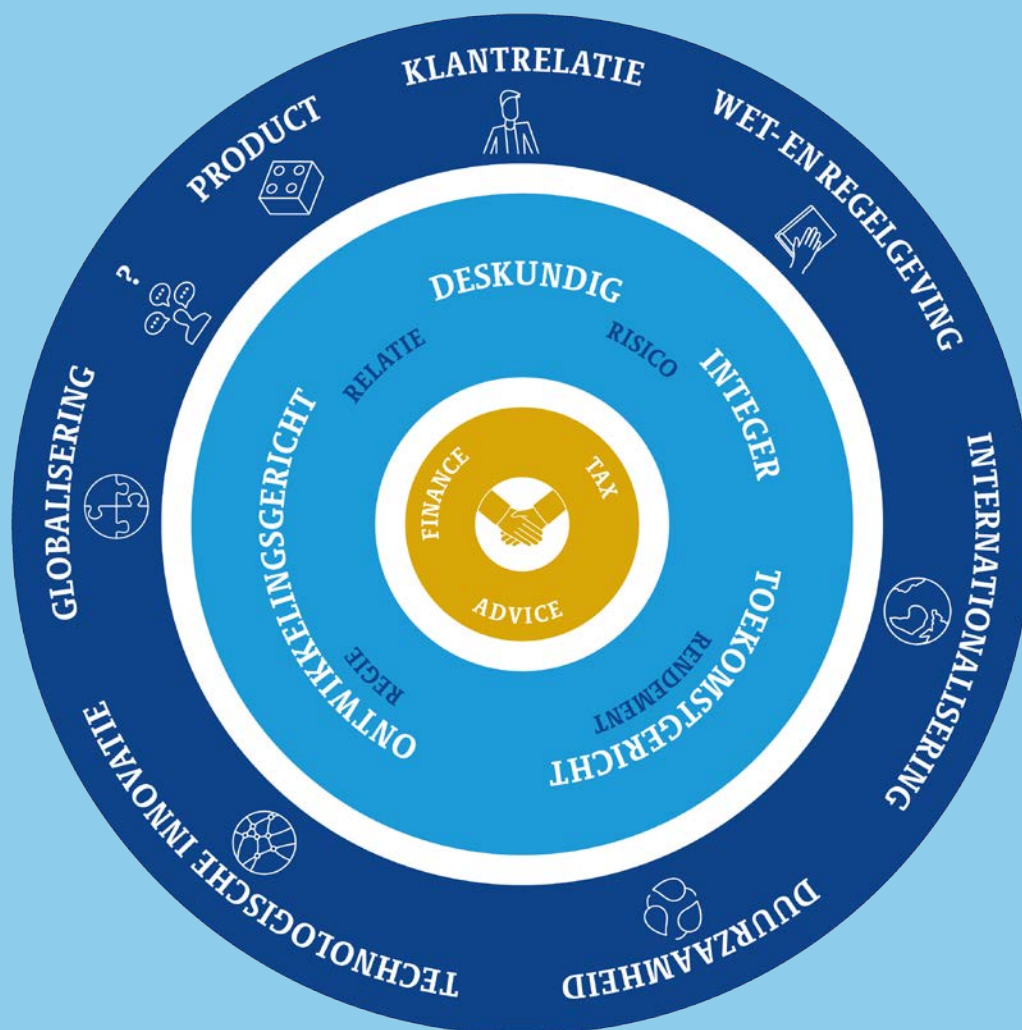 KLANTRELATIE
WET- EN REGELGEVING
INTERNATIONALISERING
DUURZAAMHEID
TECHNOLOGISCHE INNOVATIE
GLOBALISERING
?
PRODUCT
DESKUNDIG
INTEGER
TOEKOMSTGERICHT
ONTWIKKELINGSGERICHT
RELATIE
RISICO
RENDEMENT
REGIE
FINANCE
TAX
ADVICE